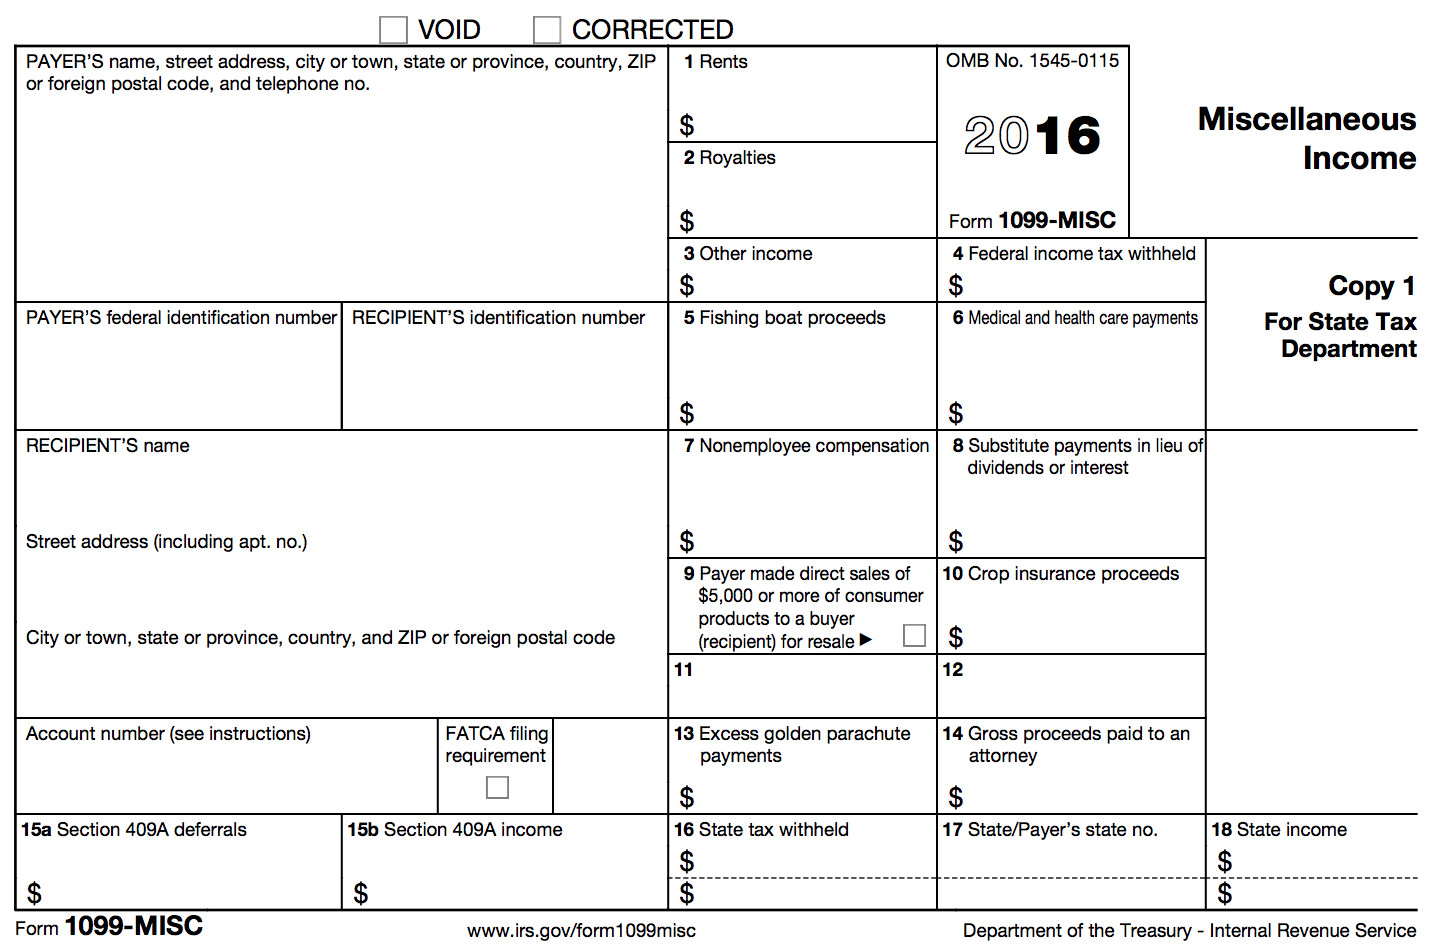 VOID CORRECTED
PAYER'S name, street address, city or town, state or province, country, ZIP
or foreign postal code, and telephone no.
1 Rents
$
2 Royalties
$
OMB No. 1545-0115
2016
Form 1099-MISC
Miscellaneous
Income
3 Other income
$
4 Federal income tax withheld
$
Copy 1
For State Tax
Department
PAYER'S federal identification number
RECIPIENT'S identification number
5 Fishing boat proceeds
$
6 Medical and health care payments
$
RECIPIENT'S name
Street address (including apt. no.)
City or town, state or province, country, and ZIP or foreign postal code
7 Nonemployee compensation
$
8 Substitute payments in lieu of
dividends or interest
$
9 Payer made direct sales of
$5,000 or more of consumer
products to a buyer
(recipient) for resale ▶
10 Crop insurance proceeds
$
11
12
Account number (see instructions)
FATCA filing
requirement
13 Excess golden parachute
payments
$
14 Gross proceeds paid to an
attorney
$
15a Section 409A deferrals
$
15b Section 409A income
$
16 State tax withheld
$
$
17 State/Payer's state no.
18 State income
$
$
Form 1099-MISC
www.irs.gov/form1099misc
Department of the Treasury - Internal Revenue Service